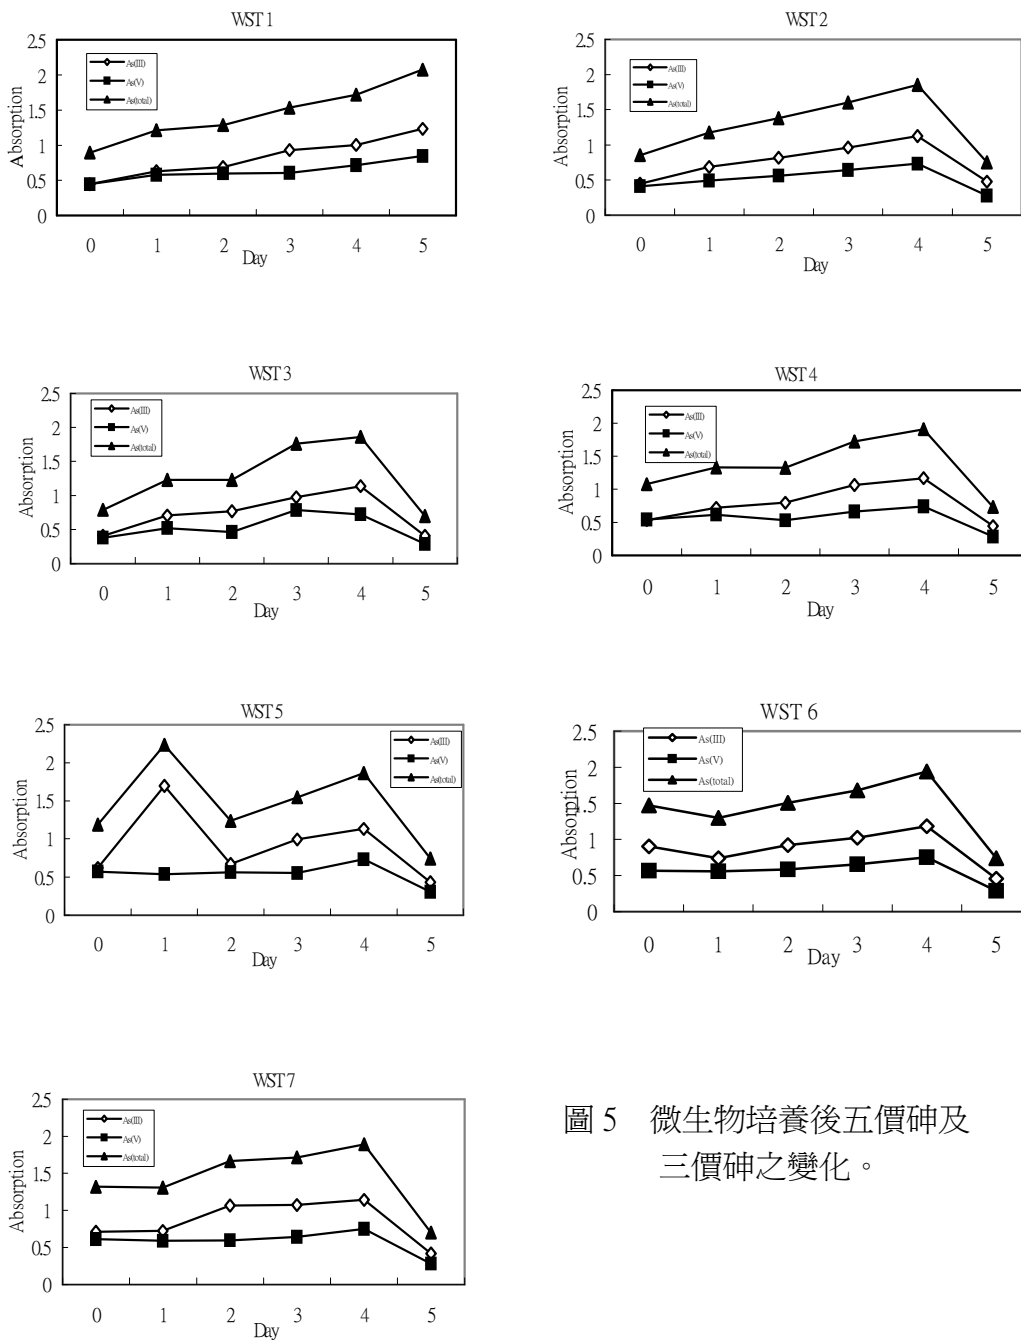 WST 1
2.5
2
1.5
1
0.5
0
Absorption
As(III)
As(V)
As(total)
0 1 2 3 4 5
Day
WST 2
2.5
2
1.5
1
0.5
0
Absorption
As(III)
As(V)
As(total)
0 1 2 3 4 5
Day
WST 3
2.5
2
1.5
1
0.5
0
Absorption
As(III)
As(V)
As(total)
0 1 2 3 4 5
Day
WST 4
2.5
2
1.5
1
0.5
0
Absorption
As(III)
As(V)
As(total)
0 1 2 3 4 5
Day
WST 5
2.5
2
1.5
1
0.5
0
Absorption
As(III)
As(V)
As(total)
0 1 2 3 4 5
Day
WST 6
2.5
2
1.5
1
0.5
0
Absorption
As(III)
As(V)
As(total)
0 1 2 3 4 5
Day
WST 7
2.5
2
1.5
1
0.5
0
Absorption
As(III)
As(V)
As(total)
0 1 2 3 4 5
Day
圖 5 微生物培養後五價砷及
三價砷之變化。